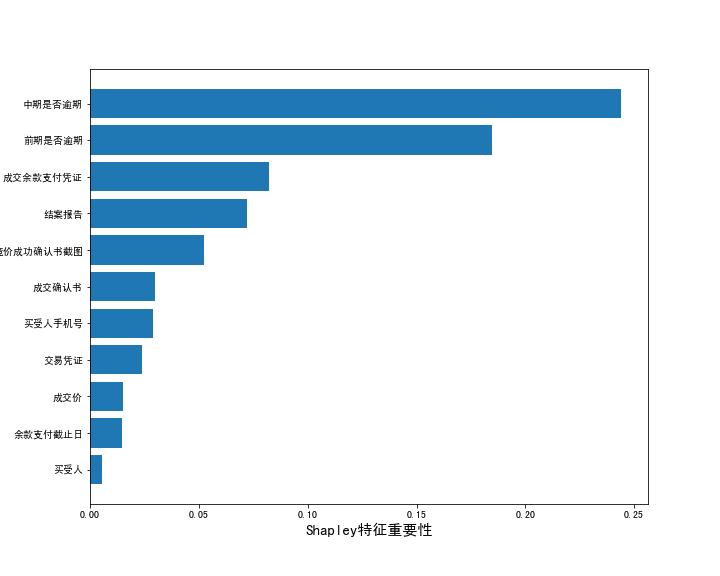 中期是否逾期
前期是否逾期
成交余款支付凭证
结案报告
价成功确认书截图
成交确认书
买受人手机号
交易凭证
成交价
余款支付截止日
买受人
0.00 0.05 0.10 0.15 0.20 0.25
Shapley特征重要性